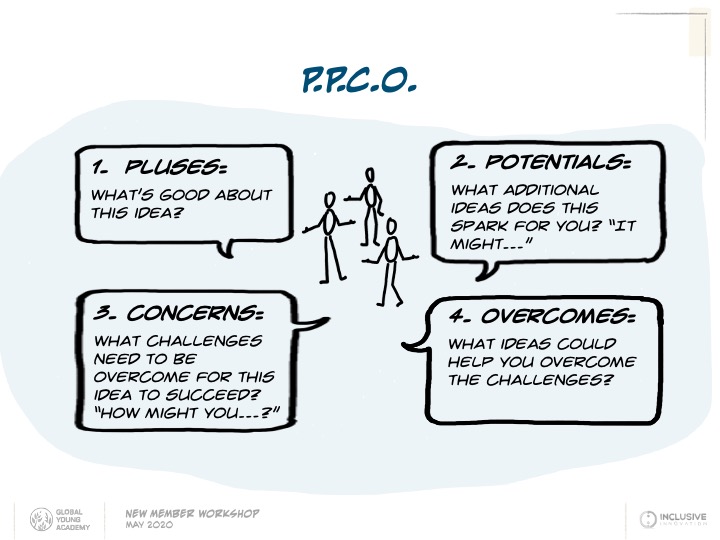 P.P.C.O.
1. PLUSES:
WHAT'S GOOD ABOUT
THIS IDEA?
2. POTENTIALS:
WHAT ADDITIONAL
IDEAS DOES THIS
SPARK FOR YOU? "IT
MIGHT..."
3. CONCERNS:
WHAT CHALLENGES
NEED TO BE
OVERCOME FOR THIS
IDEA TO SUCCEED?
"HOW MIGHT YOU...?"
4. OVERCOMES:
WHAT IDEAS COULD
HELP YOU OVERCOME
THE CHALLENGES?
GLOBAL
YOUNG
ACADEMY
NEW MEMBER WORKSHOP
MAY 2020
INCLUSIVE
INNOVATION